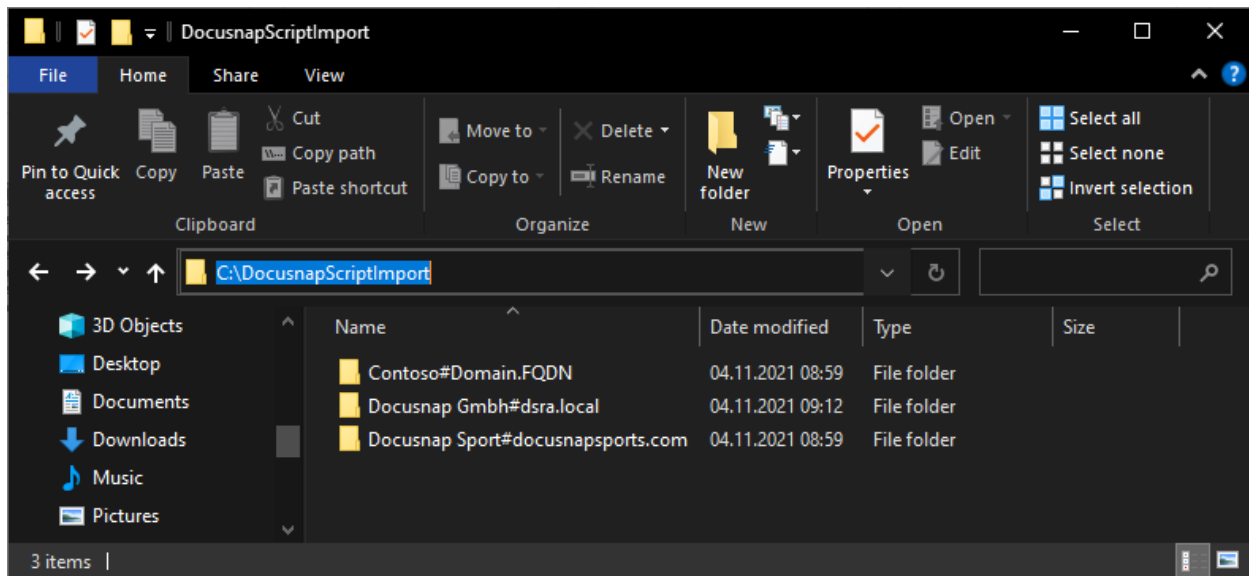 DocusnapScriptImport
File Home Share View
Pin to Quick access
Copy
Paste
Cut
Copy path
Paste shortcut
Clipboard
Move to
Copy to
Delete
Rename
Organize
New folder
New
Properties
Open
Edit
Open
Select all
Select none
Invert selection
Select
C:\DocusnapScriptImport
3D Objects
Desktop
Documents
Downloads
Music
Pictures
Name Date modified Type Size
Contoso#Domain.FQDN 04.11.2021 08:59 File folder
Docusnap Gmbh#dsra.local 04.11.2021 09:12 File folder
Docusnap Sport#docusnapsports.com 04.11.2021 08:59 File folder
3 items